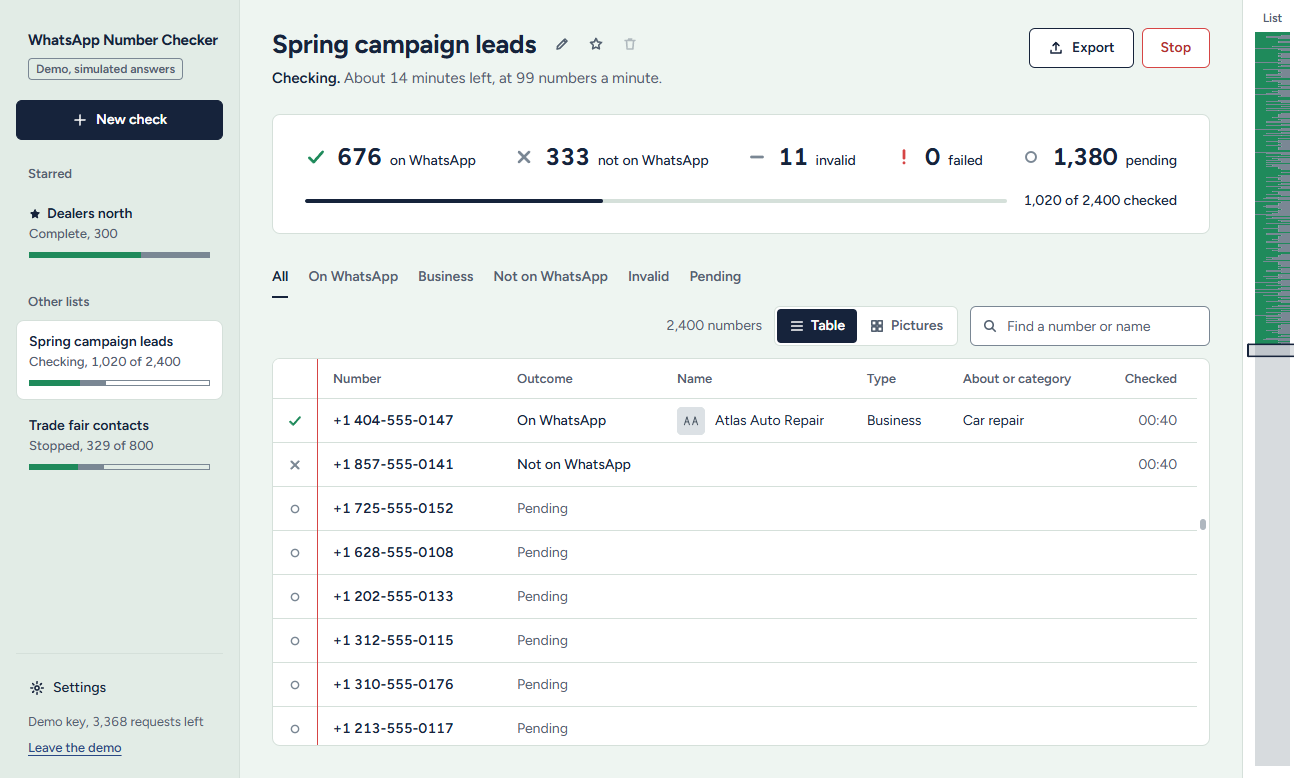 WhatsApp Number Checker
Demo, simulated answers
New check
Starred
Dealers north
Complete, 300
Other lists
Spring campaign leads
Checking, 1,020 of 2,400
Trade fair contacts
Stopped, 329 of 800
Settings
Demo key, 3,368 requests left
Leave the demo
Spring campaign leads
Checking. About 14 minutes left, at 99 numbers a minute.
Export
Stop
676 on WhatsApp
333 not on WhatsApp
11 invalid
0 failed
1,380 pending
1,020 of 2,400 checked
All On WhatsApp Business Not on WhatsApp Invalid Pending
2,400 numbers
Table
Pictures
Find a number or name
Number Outcome Name Type About or category Checked
+1 404-555-0147 On WhatsApp AA Atlas Auto Repair Business Car repair 00:40
+1 857-555-0141 Not on WhatsApp 00:40
+1 725-555-0152 Pending
+1 628-555-0108 Pending
+1 202-555-0133 Pending
+1 312-555-0115 Pending
+1 310-555-0176 Pending
+1 213-555-0117 Pending
List